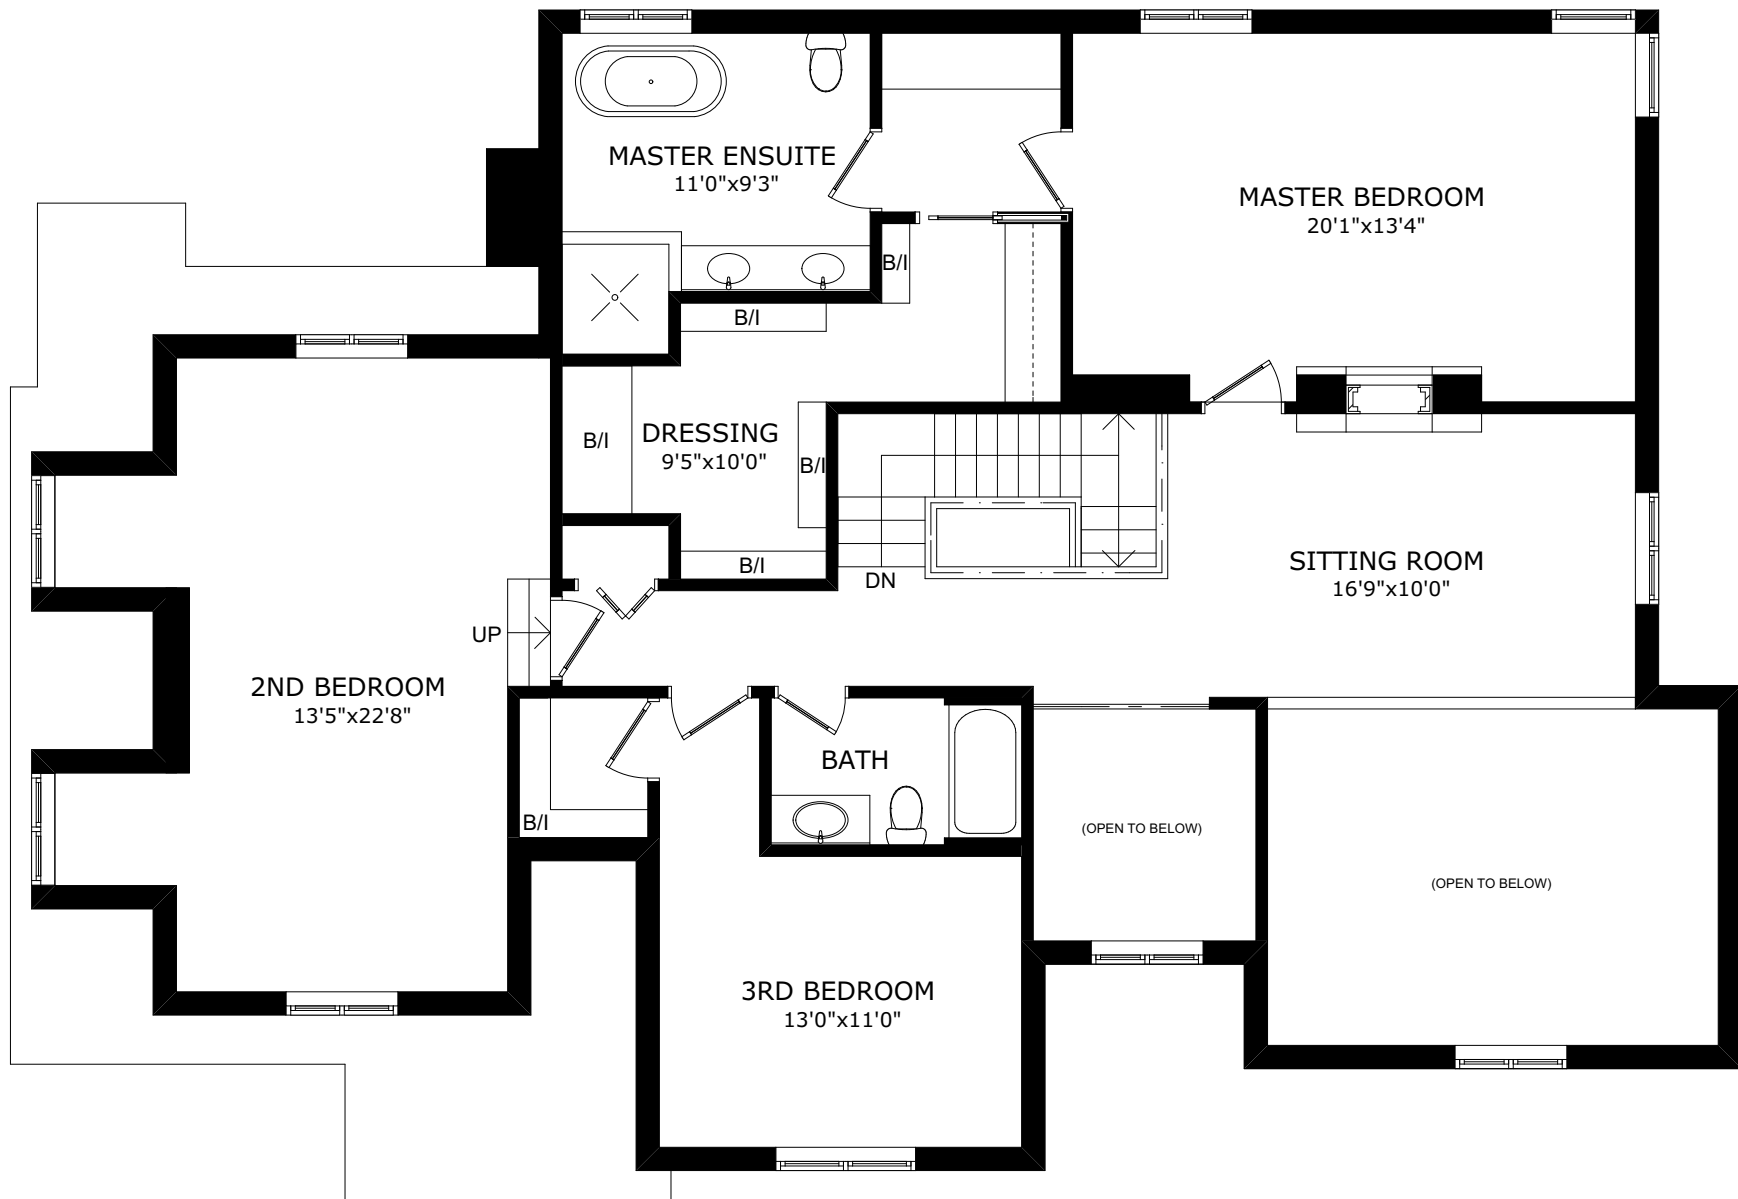 MASTER ENSUITE
11'0"x9'3"
MASTER BEDROOM
20'1"x13'4"
B/I
B/I
B/I
DRESSING
9'5"x10'0"
B/I
B/I
DN
SITTING ROOM
16'9"x10'0"
UP
2ND BEDROOM
13'5"x22'8"
B/I
BATH
(OPEN TO BELOW)
(OPEN TO BELOW)
3RD BEDROOM
13'0"x11'0"